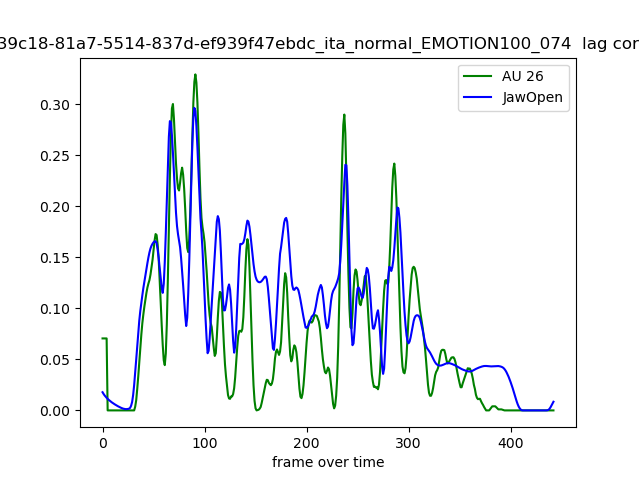 39c18-81a7-5514-837d-ef939f47ebdc_ita_normal_EMOTION100_074 lag cor
AU 26
JawOpen
0.30
0.25
0.20
0.15
0.10
0.05
0.00
0 100 200 300 400
frame over time